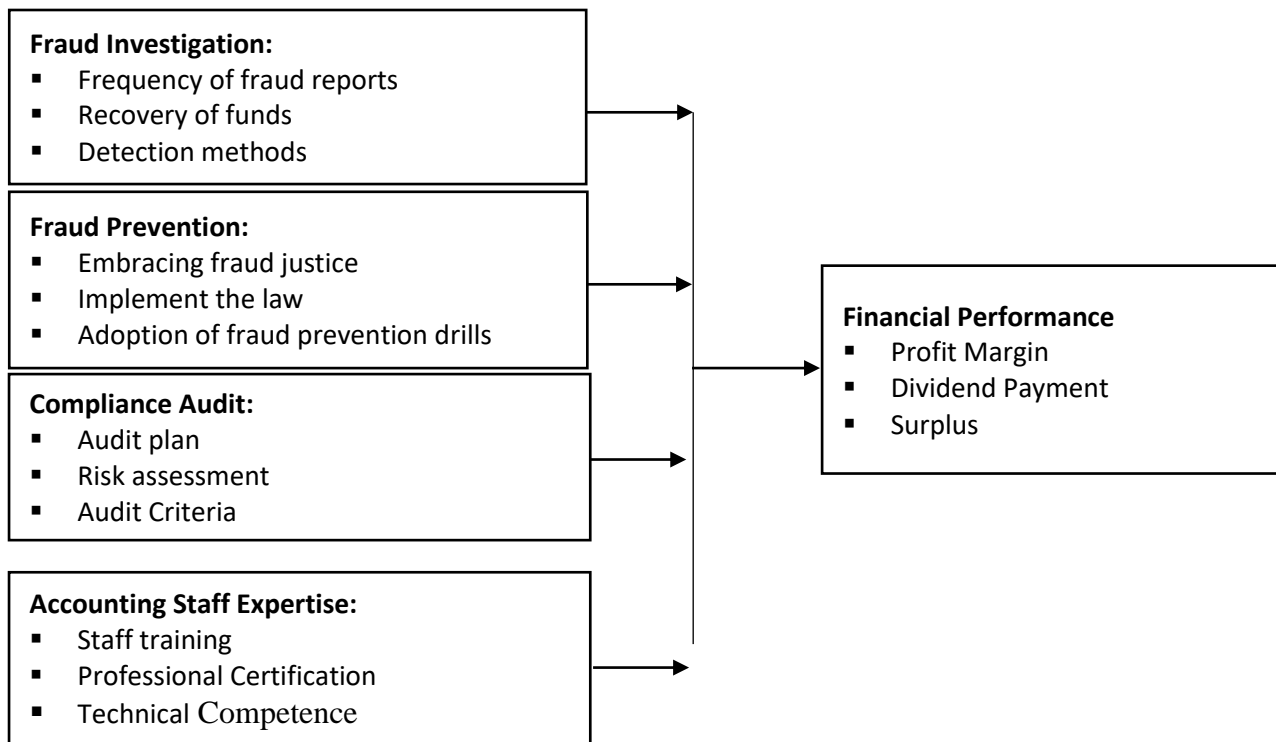 Fraud Investigation:
▪ Frequency of fraud reports
▪ Recovery of funds
▪ Detection methods
Fraud Prevention:
▪ Embracing fraud justice
▪ Implement the law
▪ Adoption of fraud prevention drills
Compliance Audit:
▪ Audit plan
▪ Risk assessment
▪ Audit Criteria
Accounting Staff Expertise:
▪ Staff training
▪ Professional Certification
▪ Technical Competence
Financial Performance
▪ Profit Margin
▪ Dividend Payment
▪ Surplus